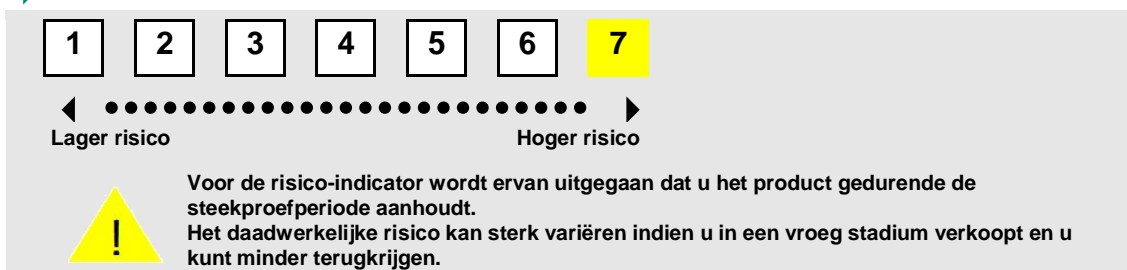 1 2 3 4 5 6 7
Lager risico Hoger risico
Voor de risico-indicator wordt ervan uitgegaan dat u het product gedurende de
steekproefperiode aanhoudt.
Het daadwerkelijke risico kan sterk variëren indien u in een vroeg stadium verkoopt en u
kunt minder terugkrijgen.
!